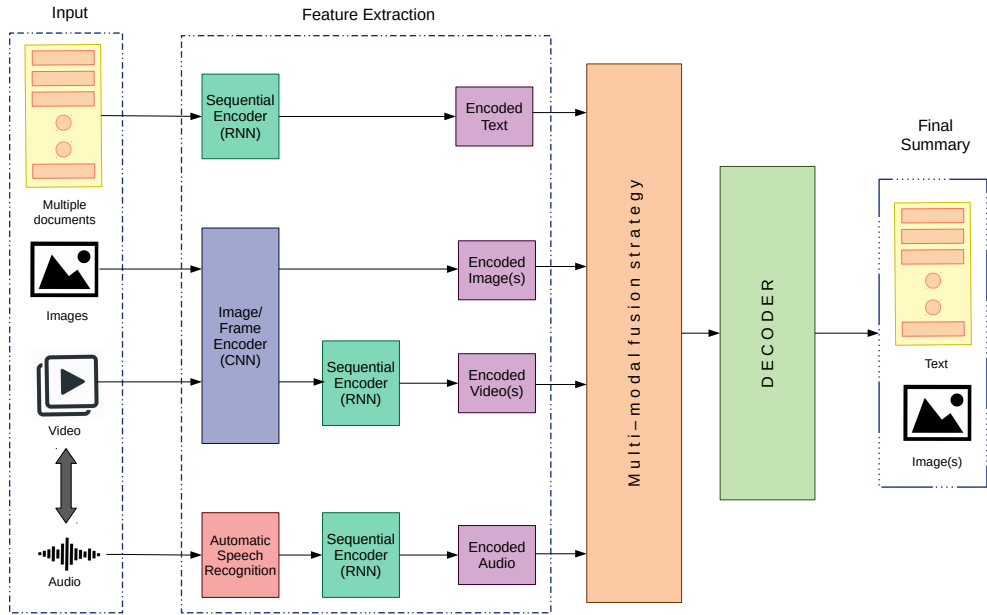 Input
Feature Extraction
Multiple
documents
Images
Video
Audio
Sequential
Encoder
(RNN)
Encoded
Text
Image/
Frame
Encoder
(CNN)
Encoded
Image(s)
Sequential
Encoder
(RNN)
Encoded
Video(s)
Automatic
Speech
Recognition
Sequential
Encoder
(RNN)
Encoded
Audio
Multi–modal fusion strategy
DECODER
Final
Summary
Text
Image(s)